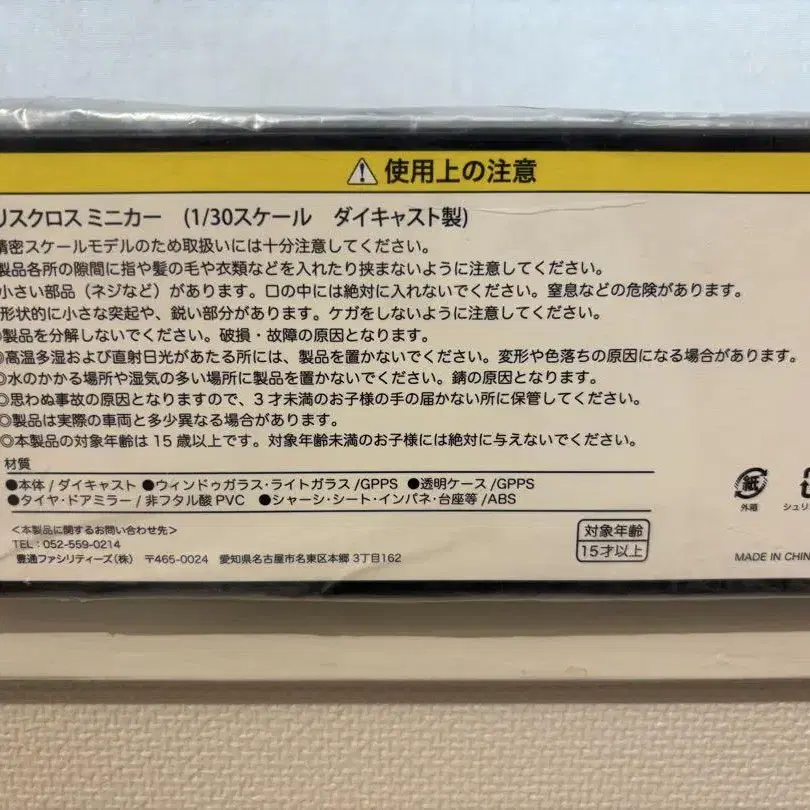 ⚠使用上の注意
リスクロス ミニカー (1/30スケール ダイキャスト製)
精密スケールモデルのため取扱いには十分注意してください。
製品各所の隙間に指や髪の毛や衣類などを入れたり挟まないように注意してください。
小さい部品(ネジなど)があります。口の中には絶対に入れないでください。窒息などの危険があります。
形状的に小さな突起や、鋭い部分があります。ケガをしないように注意してください。
◎製品を分解しないでください。破損・故障の原因となります。
◎高温多湿および直射日光があたる所には、製品を置かないでください。変形や色落ちの原因になる場合があります。
◎水のかかる場所や湿気の多い場所に製品を置かないでください。錆の原因となります。
◎思わぬ事故の原因となりますので、3才未満のお子様の手の届かない所に保管してください。
◎製品は実際の車両と多少異なる場合があります。
◎本製品の対象年齢は15歳以上です。対象年齢未満のお子様には絶対に与えないでください。
材質
●本体/ダイキャスト ●ウィンドゥガラス・ライトガラス/GPPS ●透明ケース/GPPS
●タイヤ・ドアミラー/非フタル酸PVC ●シャーシ・シート・インパネ・台座等/ABS
<本製品に関するお問い合わせ先>
TEL:052-559-0214
豊通ファシリティーズ(株) 〒465-0024 愛知県名古屋市名東区本郷3丁目162
対象年齢
15才以上
紙
外箱
シュリ
MADE IN CHIN